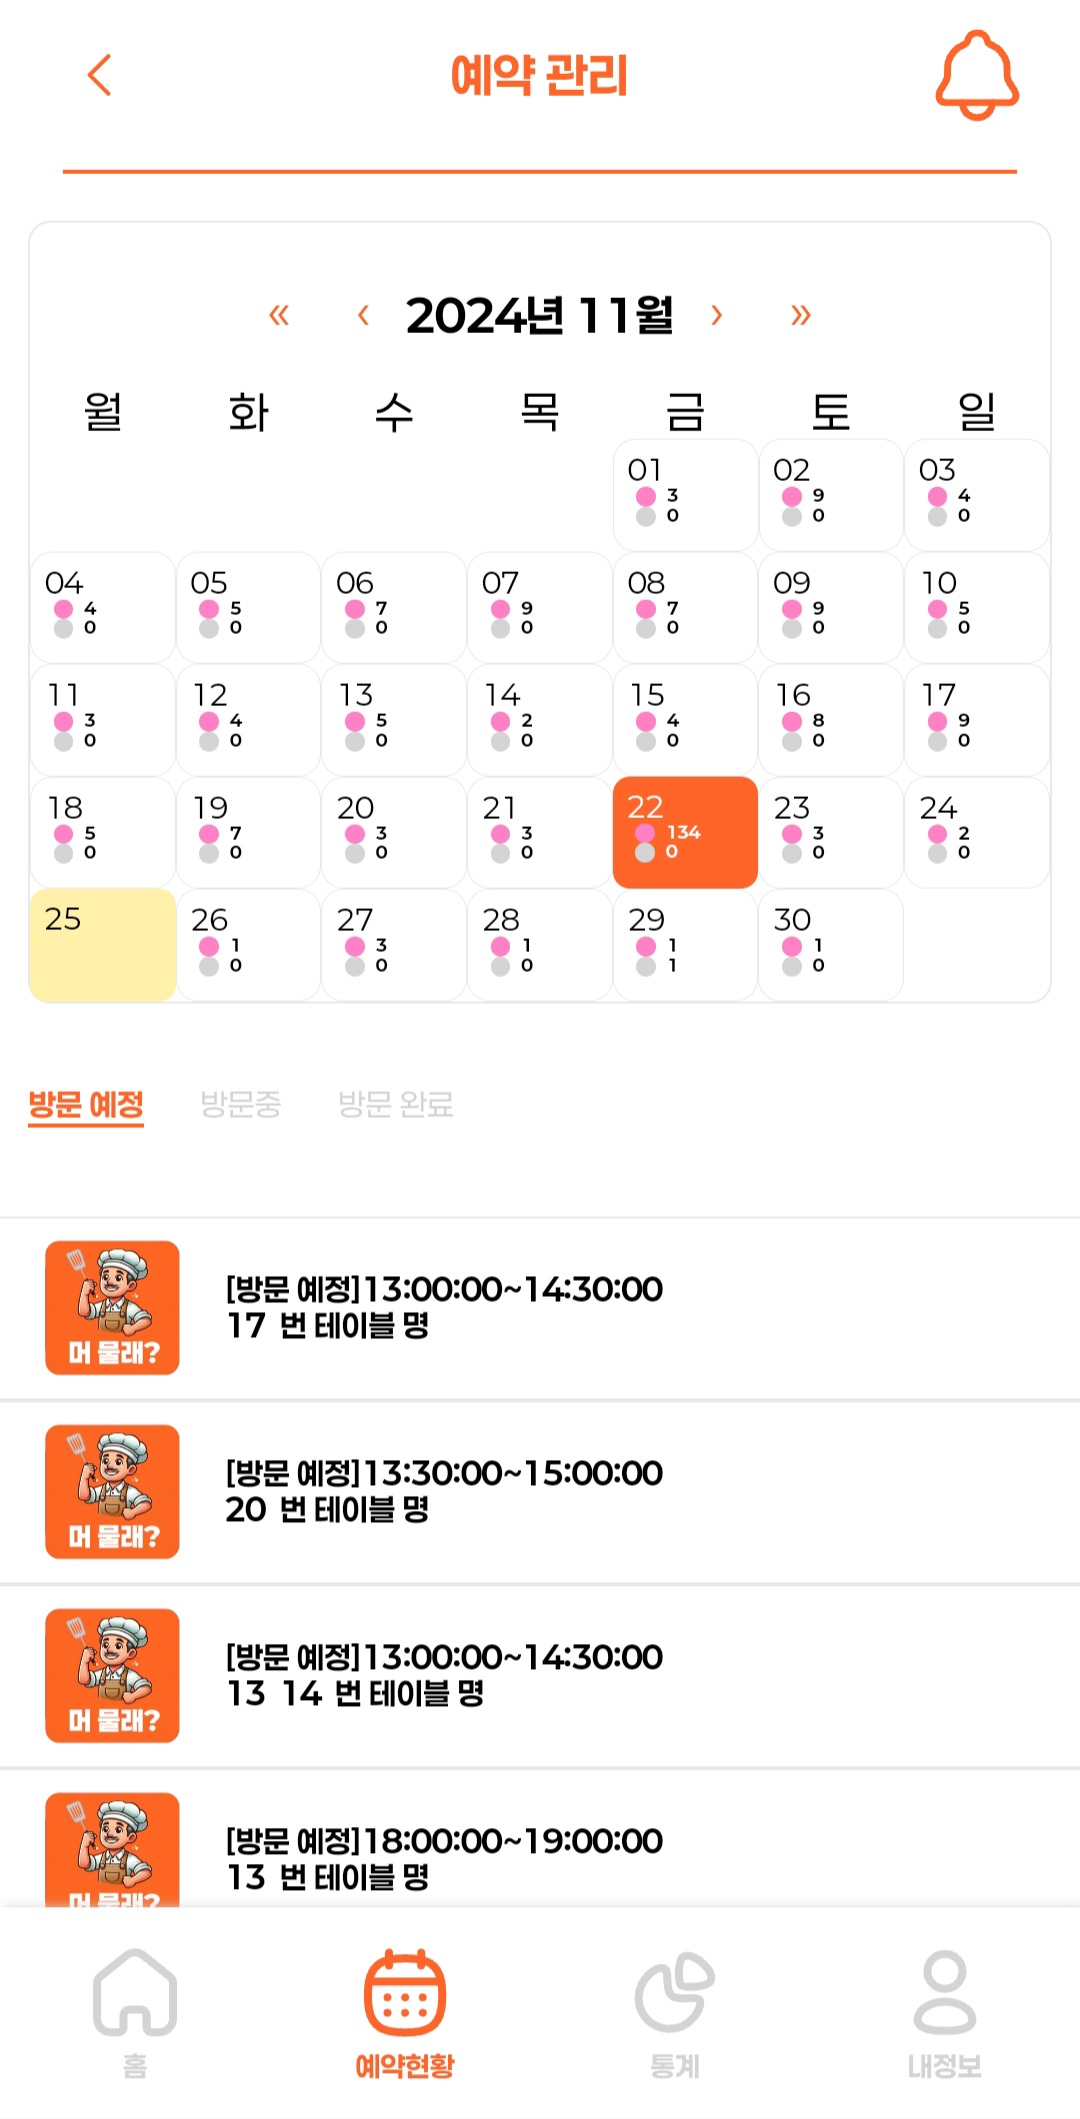 예약 관리
« ‹ 2024년 11월 › »
월 화 수 목 금 토 일
01 02 03
3 9 4
0 0 0
04 05 06 07 08 09 10
4 5 7 9 7 9 5
0 0 0 0 0 0 0
11 12 13 14 15 16 17
3 4 5 2 4 8 9
0 0 0 0 0 0 0
18 19 20 21 22 23 24
5 7 3 3 134 3 2
0 0 0 0 0 0 0
25 26 27 28 29 30
1 3 1 1 1
0 0 0 1 0
방문 예정 방문중 방문 완료
[방문 예정]13:00:00~14:30:00
17 번 테이블 명
머 물래?
[방문 예정]13:30:00~15:00:00
20 번 테이블 명
머 물래?
[방문 예정]13:00:00~14:30:00
13 14 번 테이블 명
머 물래?
[방문 예정]18:00:00~19:00:00
13 번 테이블 명
머 물래?
홈 예약현황 통계 내정보